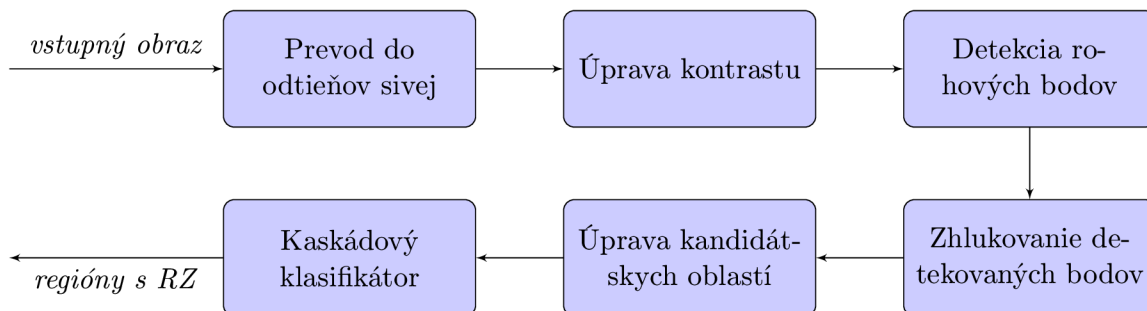 vstupný obraz
Prevod do
odtieňov sivej
Úprava kontrastu
Detekcia ro-
hových bodov
Zhlukovanie de-
tekovaných bodov
Úprava kandidát-
skych oblastí
Kaskádový
klasifikátor
regióny s RZ